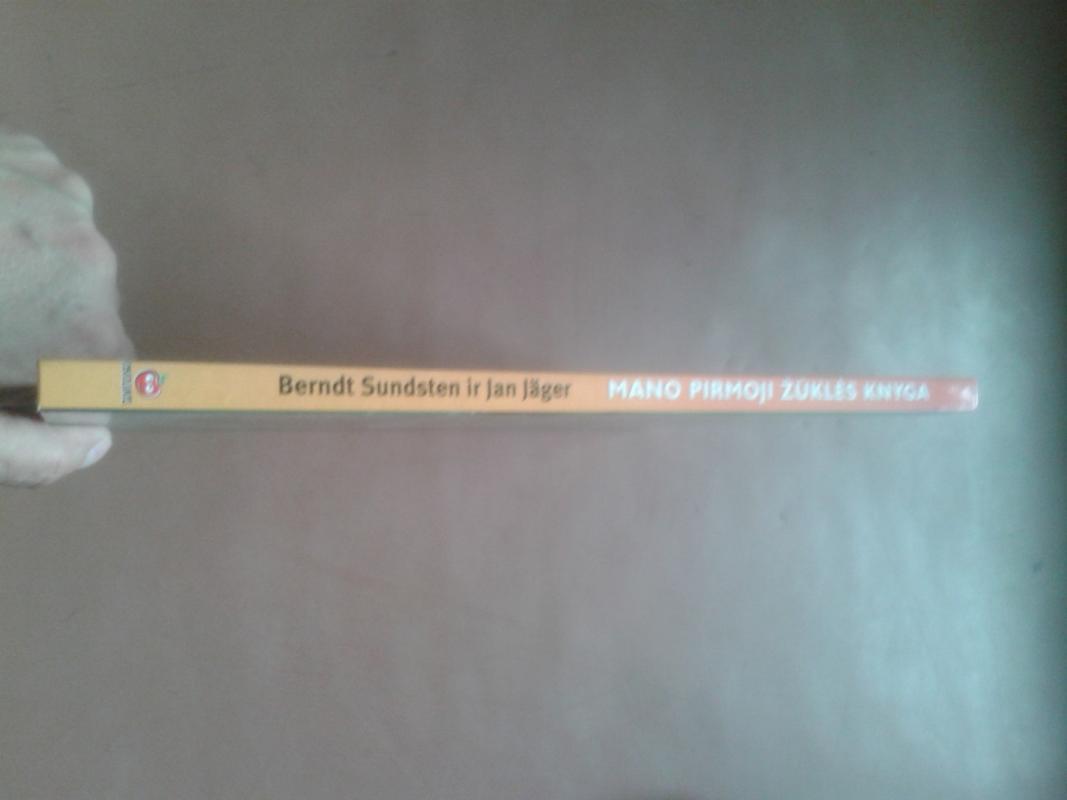 Berndt Sundsten ir Jan Jäger MANO PIRMOJI ŽŪKLĖS KNYGA